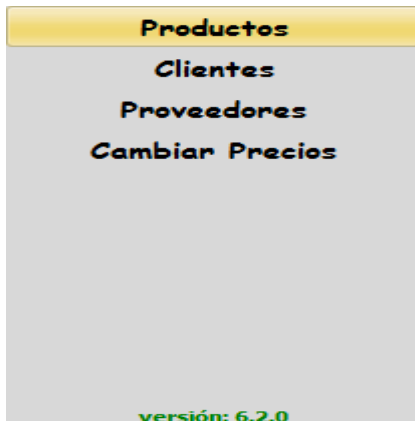 Productos
Clientes
Proveedores
Cambiar Precios
versión: 6.2.0